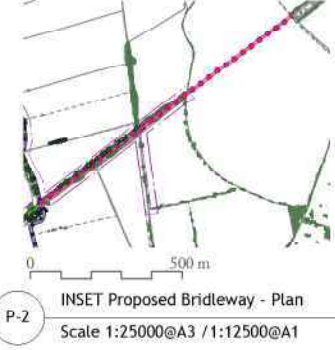 0 500 m
P-2
INSET Proposed Bridleway - Plan
Scale 1:25000@A3 /1:12500@A1